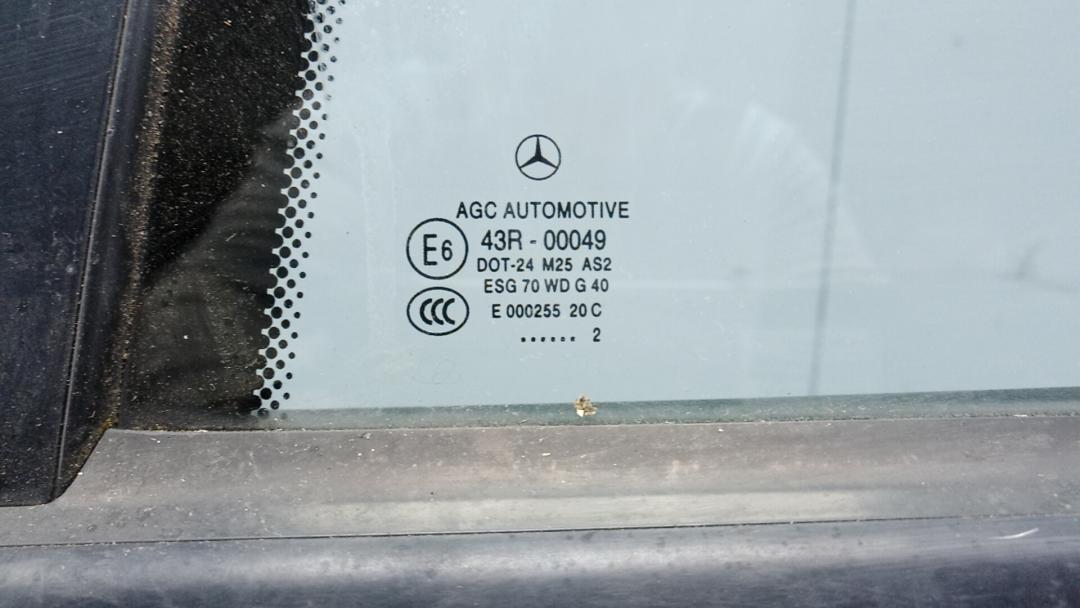 AGC AUTOMOTIVE
E6 43R - 00049
DOT-24 M25 AS2
ESG 70 WD G 40
CCC E 000255 20 C
...... 2